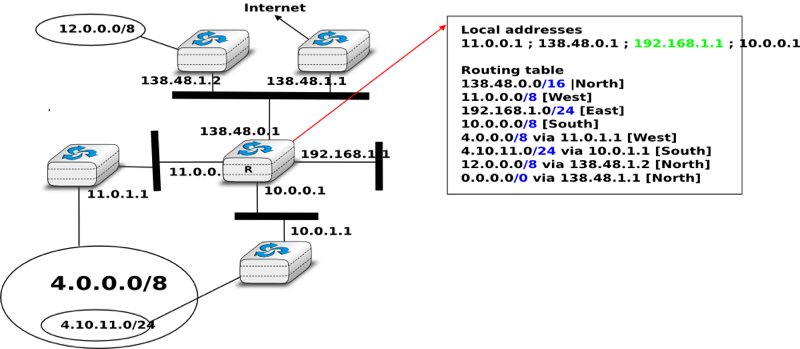 Internet
12.0.0.0/8
138.48.1.2
138.48.1.1
138.48.0.1
192.168.1.1
11.0.0.
R
11.0.1.1
10.0.0.1
10.0.1.1
4.0.0.0/8
4.10.11.0/24
Local addresses
11.0.0.1 ; 138.48.0.1 ; 192.168.1.1 ; 10.0.0.1
Routing table
138.48.0.0/16 |North]
11.0.0.0/8 [West]
192.168.1.0/24 [East]
10.0.0.0/8 [South]
4.0.0.0/8 via 11.0.1.1 [West]
4.10.11.0/24 via 10.0.1.1 [South]
12.0.0.0/8 via 138.48.1.2 [North]
0.0.0.0/0 via 138.48.1.1 [North]